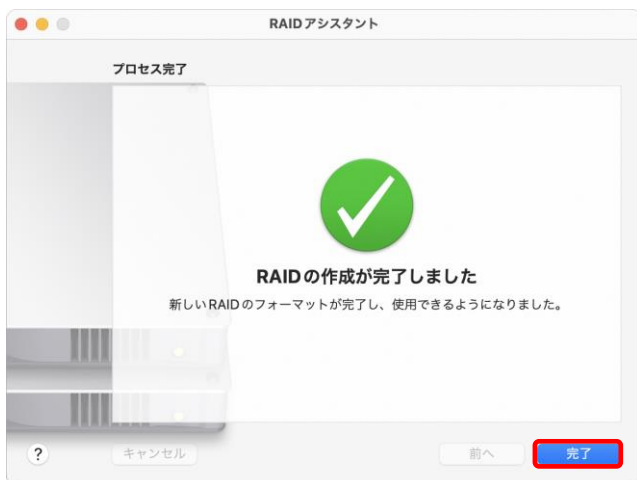 RAIDアシスタント
プロセス完了
RAIDの作成が完了しました
新しいRAIDのフォーマットが完了し、使用できるようになりました。
?
キャンセル
前へ
完了